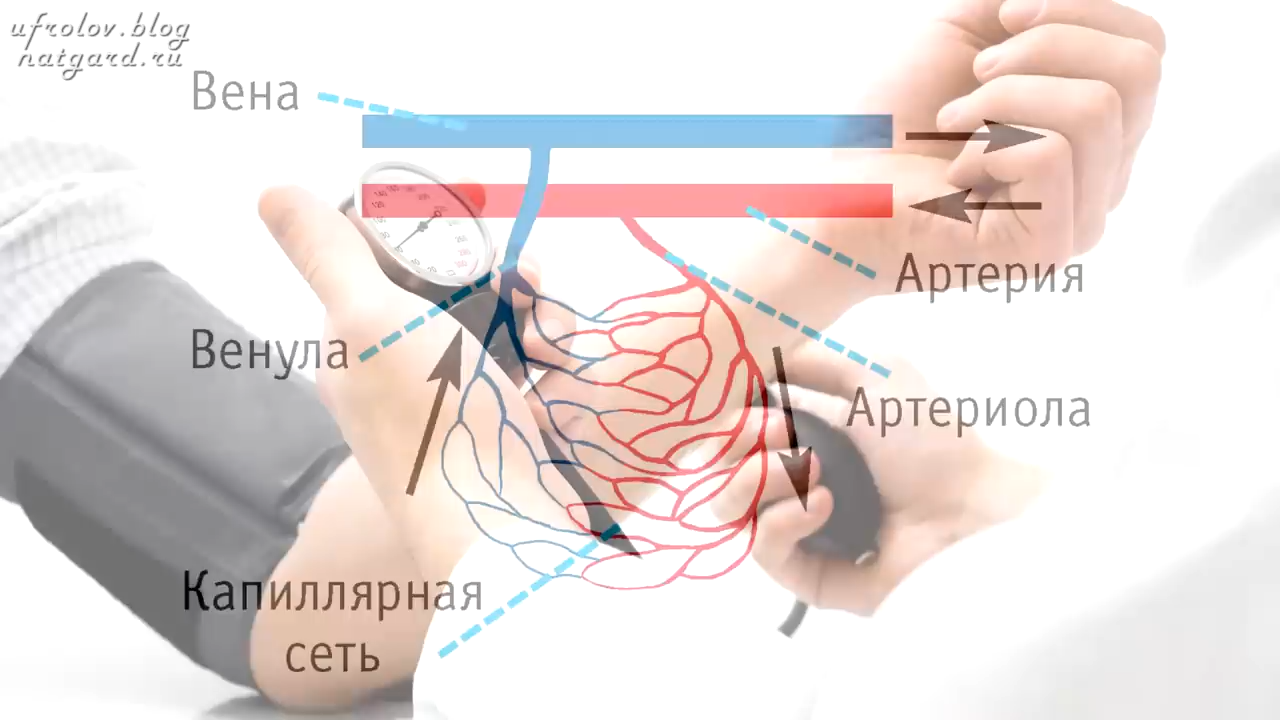 ufrolov.blog
natgard.ru
Вена
Артерия
Венула
Артериола
Капиллярная
сеть